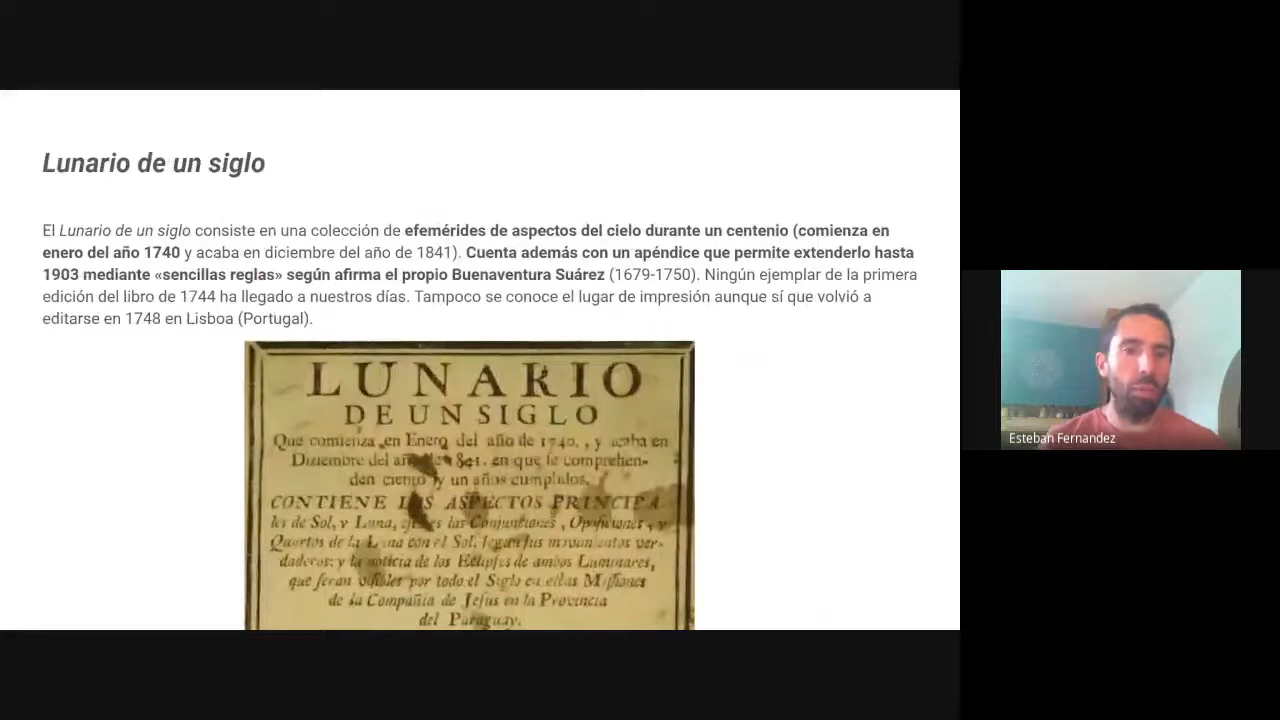 Lunario de un siglo
El Lunario de un siglo consiste en una colección de efemérides de aspectos del cielo durante un centenio (comienza en
enero del año 1740 y acaba en diciembre del año de 1841). Cuenta además con un apéndice que permite extenderlo hasta
1903 mediante «sencillas reglas» según afirma el propio Buenaventura Suárez (1679-1750). Ningún ejemplar de la primera
edición del libro de 1744 ha llegado a nuestros días. Tampoco se conoce el lugar de impresión aunque sí que volvió a
editarse en 1748 en Lisboa (Portugal).
LUNARIO
DE UN SIGLO
Que comienza en Enero del año de 1740, y acaba en
Diziembre del año de 1841. en que se comprehen-
den ciento y un años cumplidos.
CONTIENE LOS ASPECTOS PRINCIPA-
les de Sol, y Luna, las Conjunciones, Oposiciones, y
Quartos de la Luna con el Sol, segun sus movimientos ver-
daderos: y la noticia de los Eclipses de ambos Luminares,
que seran visibles por todo el Siglo en estas Missiones
de la Compañia de Jesus en la Provincia
del Paraguay.
Esteban Fernandez